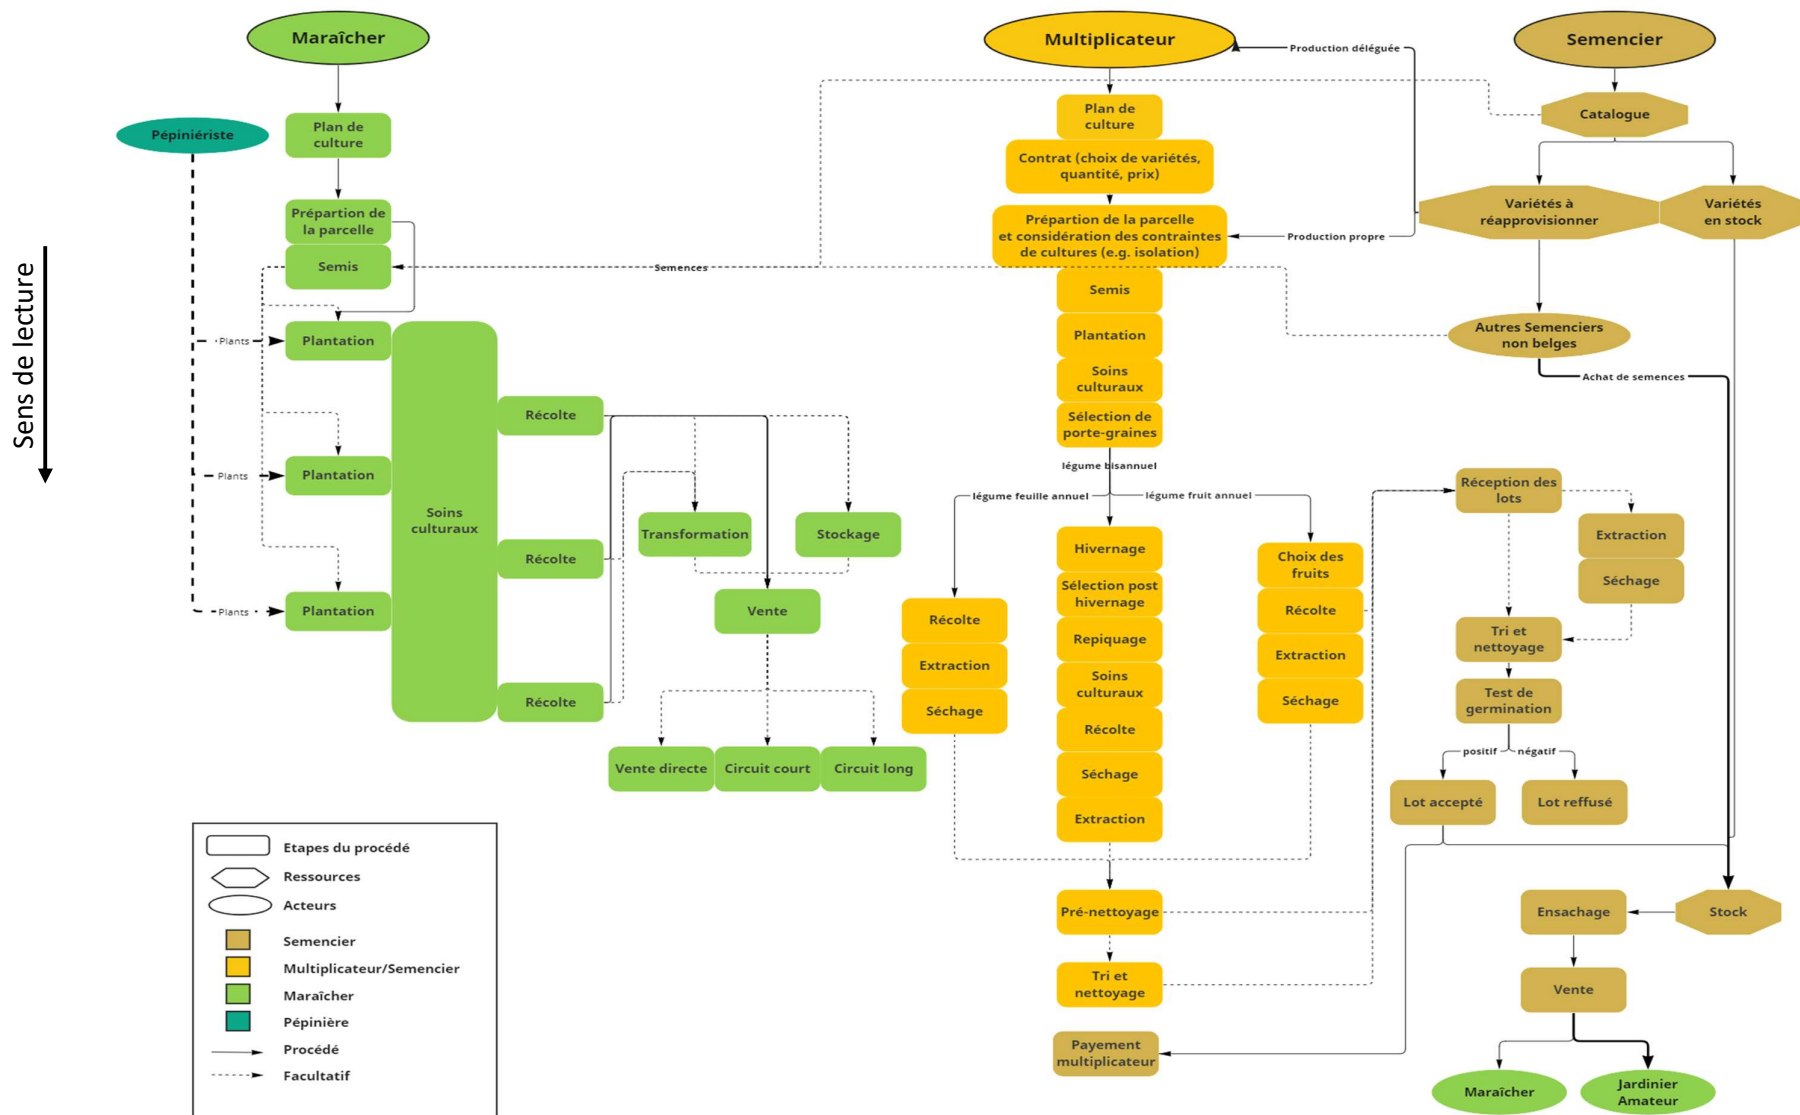 Maraîcher
Multiplicateur
Semencier
Production déléguée
Pépiniériste
Plan de
culture
Plan de
culture
Catalogue
Contrat (choix de variétés,
quantité, prix)
Prépartion de
la parcelle
Prépartion de la parcelle
et considération des contraintes
de cultures (e.g. isolation)
Production propre
Variétés à
réapprovisionner
Variétés
en stock
Sens de lecture
Semis
Semences
Semis
Plants
Plantation
Plantation
Autres Semenciers
non belges
Achat de semences
Soins
culturaux
Récolte
Sélection de
porte-graines
légume bisannuel
légume feuille annuel
légume fruit annuel
Plants
Plantation
Soins
culturaux
Réception des
lots
Transformation
Stockage
Extraction
Séchage
Récolte
Hivernage
Choix des
fruits
Sélection post
hivernage
Plants
Plantation
Vente
Récolte
Récolte
Repiquage
Tri et
nettoyage
Extraction
Extraction
Soins
culturaux
Test de
germination
Récolte
Séchage
Séchage
Récolte
positif
négatif
Vente directe
Circuit court
Circuit long
Séchage
Lot accepté
Lot reffusé
Extraction
Pré-nettoyage
Ensachage
Stock
Tri et
nettoyage
Vente
Payement
multiplicateur
Maraîcher
Jardinier
Amateur
Etapes du procédé
Ressources
Acteurs
Semencier
Multiplicateur/Semencier
Maraîcher
Pépinière
Procédé
Facultatif